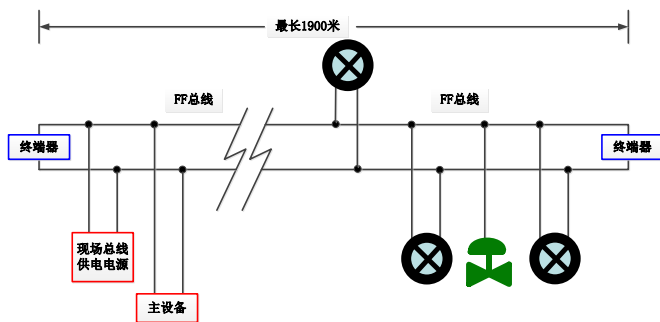 最长1900米
FF总线
FF总线
终端器
终端器
现场总线
供电电源
主设备